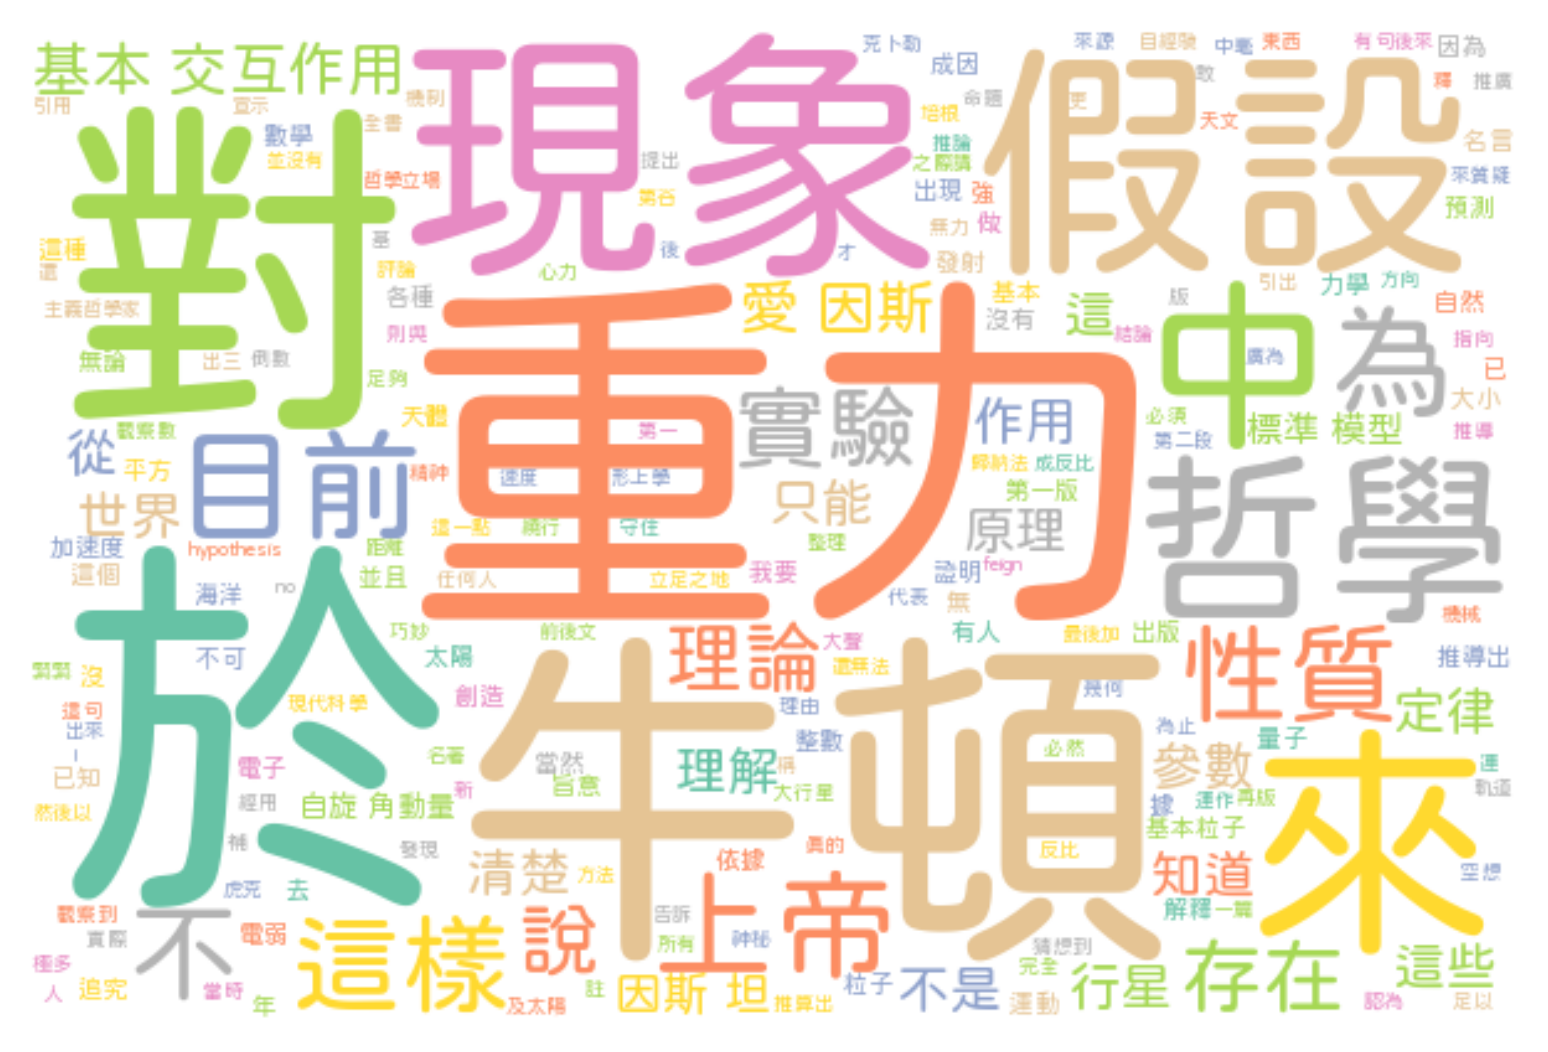 基本 交互作用
現象
假設
克卜勒
成因
來源
目經發
中毫
東西
有句後來
因為
釋
推廣
敢
命題
更
天文
名言
來質疑
預測
引用
宣示
機制
全書
數學
並沒有
哲學立場
對
提出
第谷
培根
推論
之際購
出現
強
無力
做
發射
這種
還
基
評論
心力
後
才
主義哲學家
各種
則與
愛 因斯
基本
沒有
這
結論
版
引出
力學
方向
自然
中
廣為
為
指向
已
大小
無論
出三
倒數
足夠
重力
天體
實驗
作用
必須
第二段
標準 模型
推導
從
觀察數
平方
目前
精神
第一
速度
形上學
歸納法
成反比
第一版
只能
原理
哲學
世界
加速度
這個
hypothesis
距離
並且
這一點
繞行
守住
整理
任何人
立足之地
我要
證明
feign
代表
無
海洋
no
機械
於
不可
巧妙
太陽
前後文
理論
大聲
還無法
有人
最後加
出版
性質
推導出
緊緊
沒
這句
出來
已知
然後以
現代科學
創造
牛頓
理由
幾何
為止
定律
量子
電子
名著
新
當然
旨意
理解
整數
稱
大行星
必然
參數
來
運
軌道
經用
自旋 角動量
補
發現
據
運作
再版
基本粒子
虎克
去
清楚
方法
依據
真的
反比
知道
解釋
一篇
空想
觀察到
實際
不
電弱
這樣
說
告訴
所有
上帝
神秘
猜想到
完全
極多
人
追究
當時
年
及太陽
註
因斯 坦
推算出
粒子
不是
運動
行星
存在
這些
認為
足以